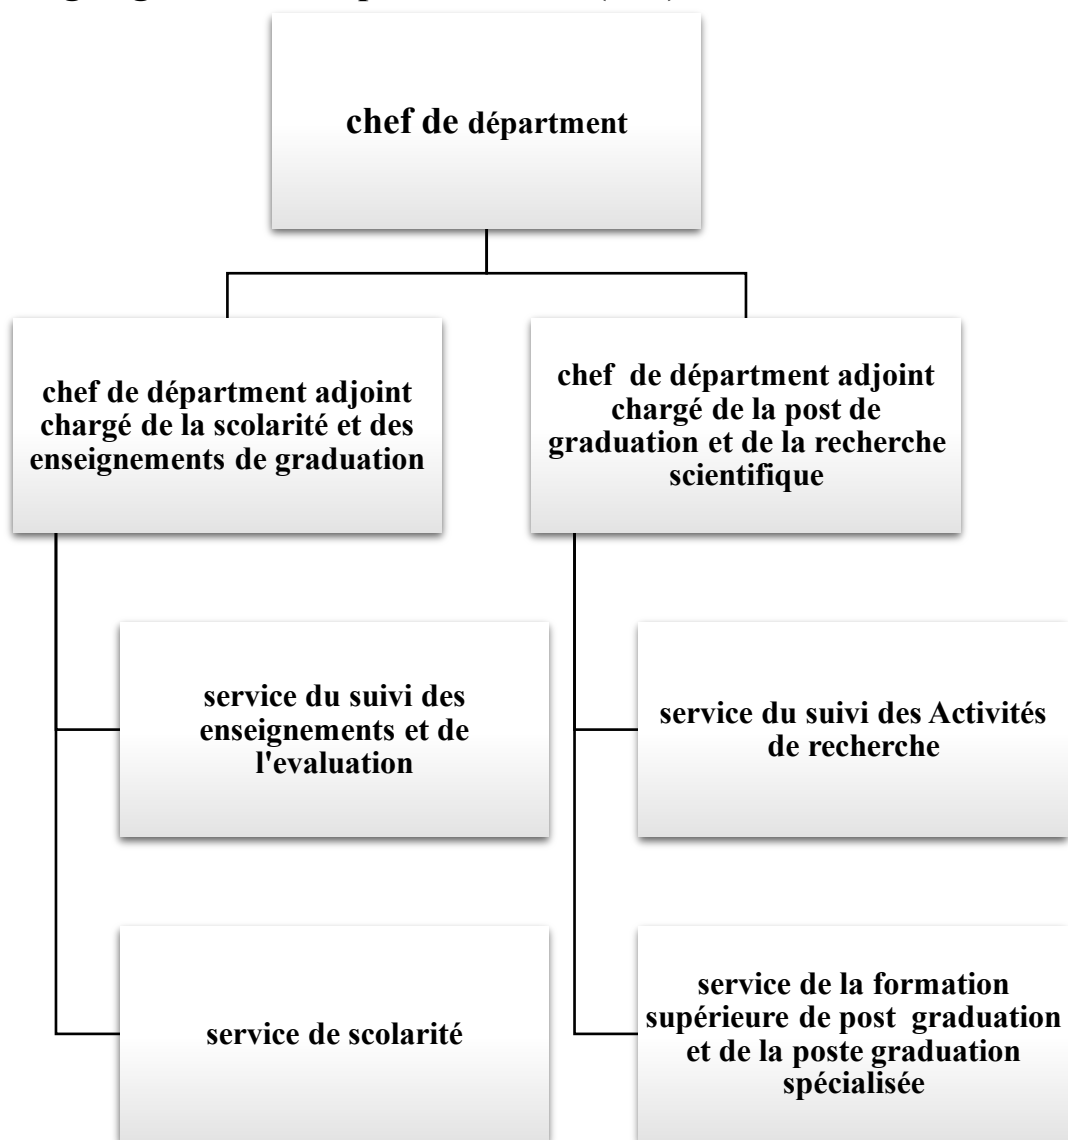 chef de départment
chef de départment adjoint
chargé de la scolarité et des
enseignements de graduation
chef de départment adjoint
chargé de la post de
graduation et de la recherche
scientifique
service du suivi des
enseignements et de
l'evaluation
service du suivi des Activités
de recherche
service de scolarité
service de la formation
supérieure de post graduation
et de la poste graduation
spécialisée